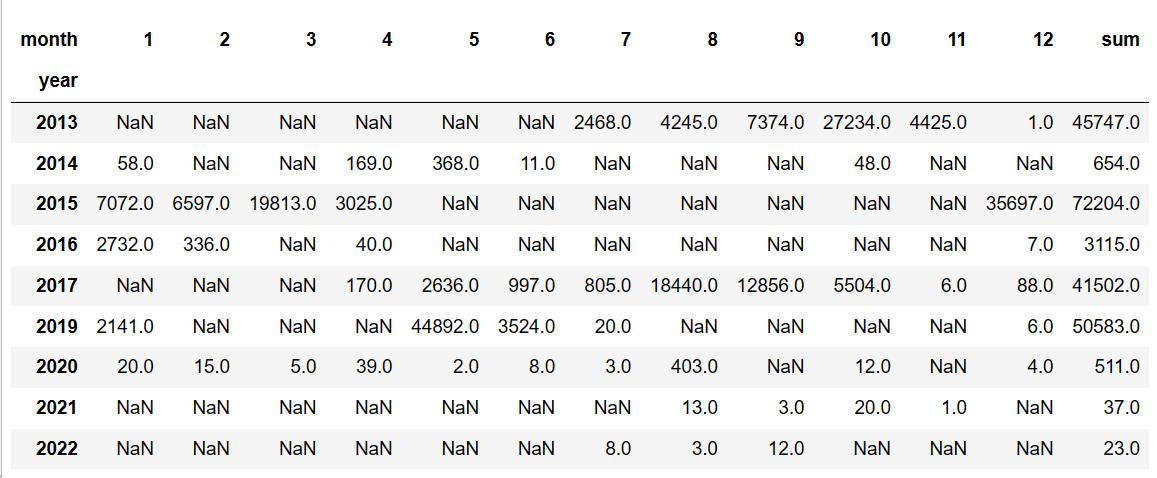 month 1 2 3 4 5 6 7 8 9 10 11 12 sum
year
2013 NaN NaN NaN NaN NaN NaN 2468.0 4245.0 7374.0 27234.0 4425.0 1.0 45747.0
2014 58.0 NaN NaN 169.0 368.0 11.0 NaN NaN NaN 48.0 NaN NaN 654.0
2015 7072.0 6597.0 19813.0 3025.0 NaN NaN NaN NaN NaN NaN NaN 35697.0 72204.0
2016 2732.0 336.0 NaN 40.0 NaN NaN NaN NaN NaN NaN NaN 7.0 3115.0
2017 NaN NaN NaN 170.0 2636.0 997.0 805.0 18440.0 12856.0 5504.0 6.0 88.0 41502.0
2019 2141.0 NaN NaN NaN 44892.0 3524.0 20.0 NaN NaN NaN NaN 6.0 50583.0
2020 20.0 15.0 5.0 39.0 2.0 8.0 3.0 403.0 NaN 12.0 NaN 4.0 511.0
2021 NaN NaN NaN NaN NaN NaN NaN 13.0 3.0 20.0 1.0 NaN 37.0
2022 NaN NaN NaN NaN NaN NaN 8.0 3.0 12.0 NaN NaN NaN 23.0